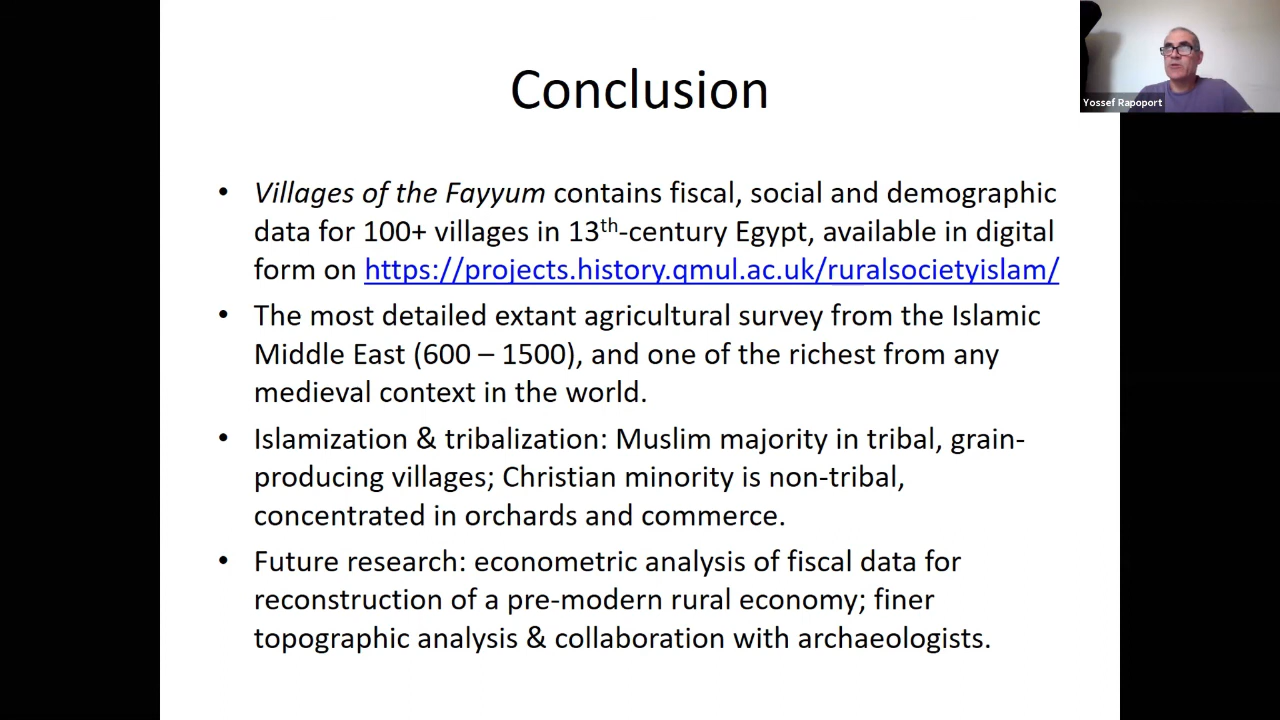 Conclusion
Yossef Rapoport
• Villages of the Fayyum contains fiscal, social and demographic
data for 100+ villages in 13th-century Egypt, available in digital
form on https://projects.history.qmul.ac.uk/ruralsocietyislam/
• The most detailed extant agricultural survey from the Islamic
Middle East (600 – 1500), and one of the richest from any
medieval context in the world.
• Islamization & tribalization: Muslim majority in tribal, grain-
producing villages; Christian minority is non-tribal,
concentrated in orchards and commerce.
• Future research: econometric analysis of fiscal data for
reconstruction of a pre-modern rural economy; finer
topographic analysis & collaboration with archaeologists.